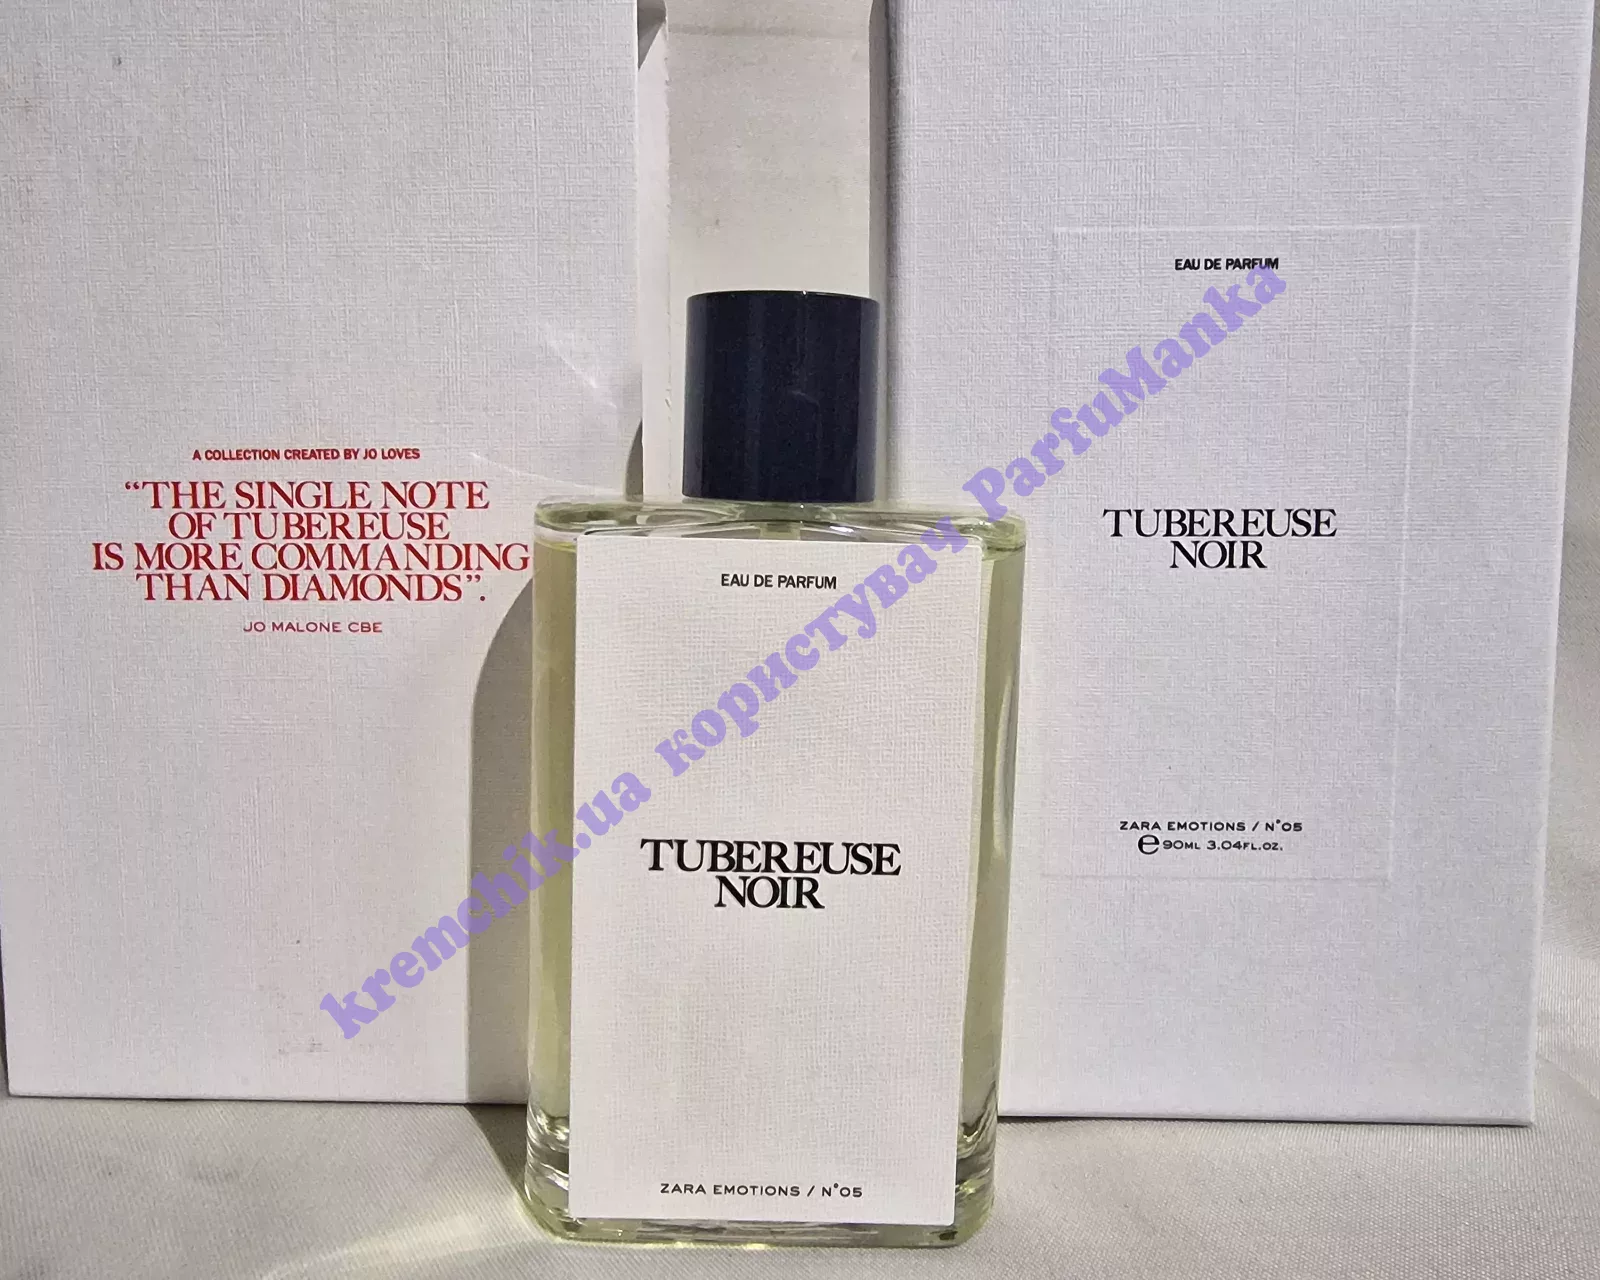 A COLLECTION CREATED BY JO LOVES
“THE SINGLE NOTE
OF TUBEREUSE
IS MORE COMMANDING
THAN DIAMONDS”.
JO MALONE CBE
EAU DE PARFUM
TUBEREUSE
NOIR
ZARA EMOTIONS / N°05
EAU DE PARFUM
TUBEREUSE
NOIR
ZARA EMOTIONS / N°05
℮90ML 3.04FL.OZ.
kremchik.ua користувач ParfuManka